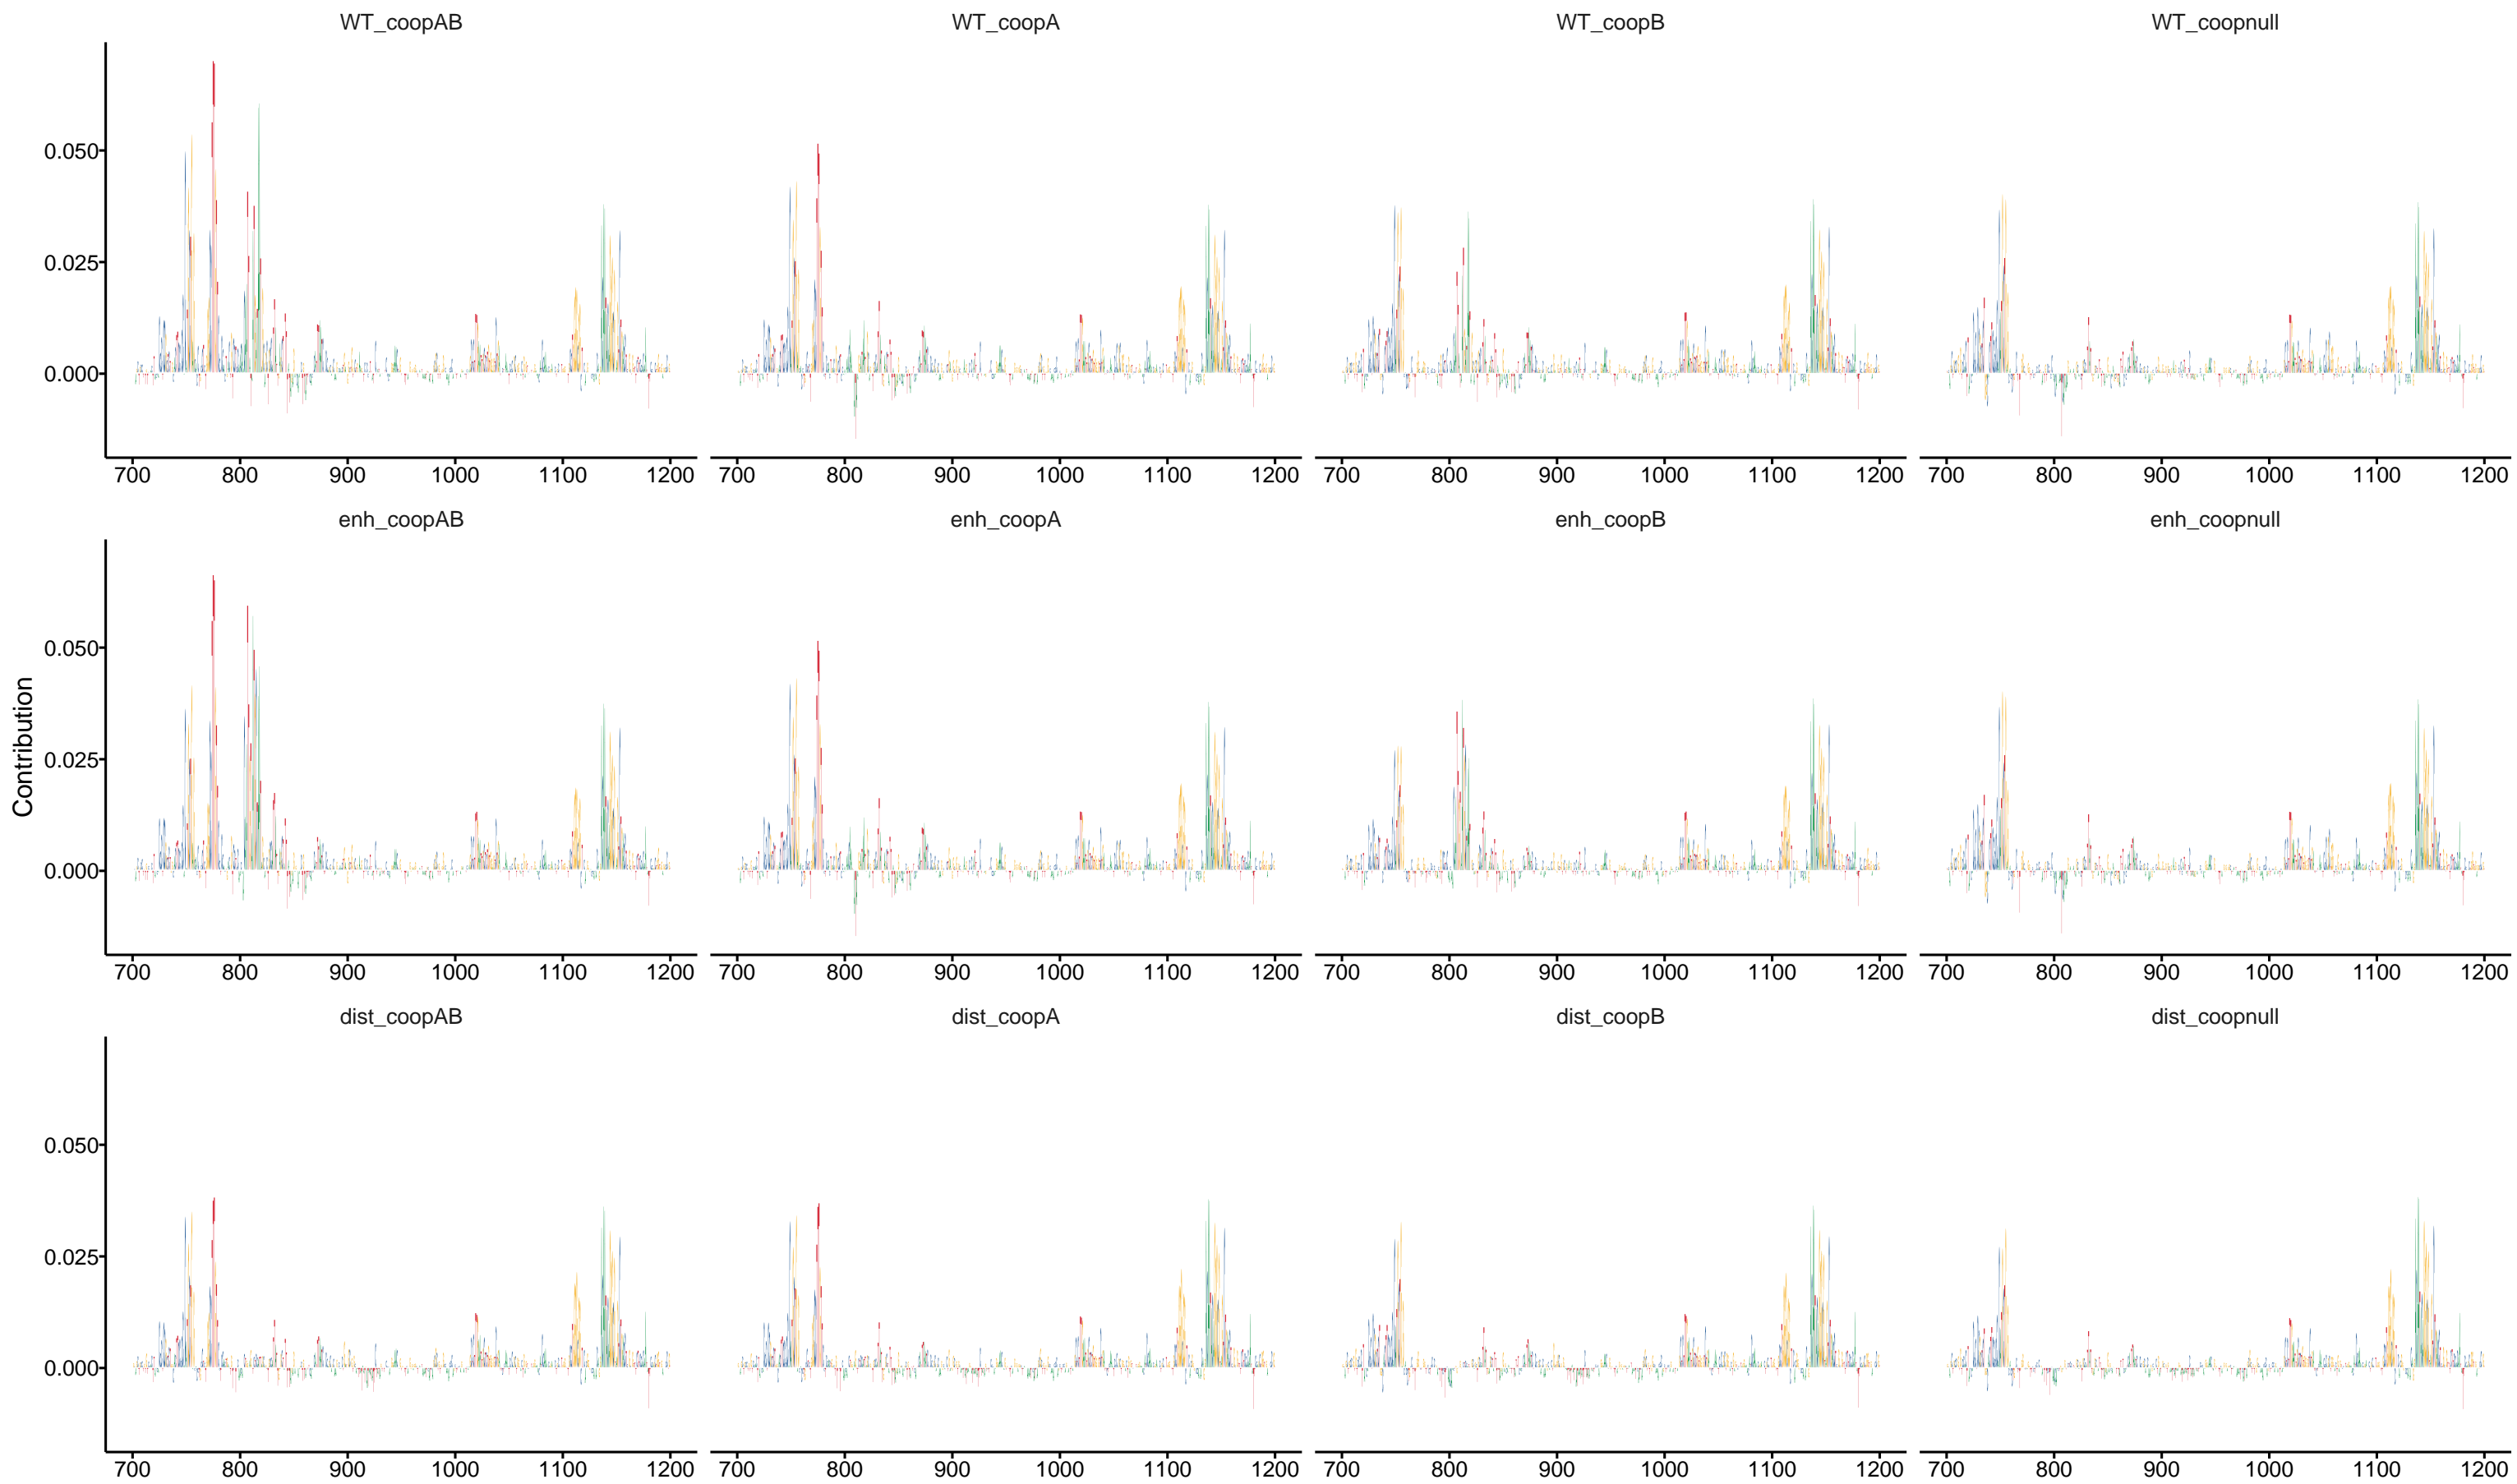 WT_coopAB WT_coopA WT_coopB WT_coopnull
0.050
0.025
0.000
700 800 900 1000 1100 1200 700 800 900 1000 1100 1200 700 800 900 1000 1100 1200 700 800 900 1000 1100 1200
enh_coopAB enh_coopA enh_coopB enh_coopnull
Contribution
0.050
0.025
0.000
700 800 900 1000 1100 1200 700 800 900 1000 1100 1200 700 800 900 1000 1100 1200 700 800 900 1000 1100 1200
dist_coopAB dist_coopA dist_coopB dist_coopnull
0.050
0.025
0.000
700 800 900 1000 1100 1200 700 800 900 1000 1100 1200 700 800 900 1000 1100 1200 700 800 900 1000 1100 1200